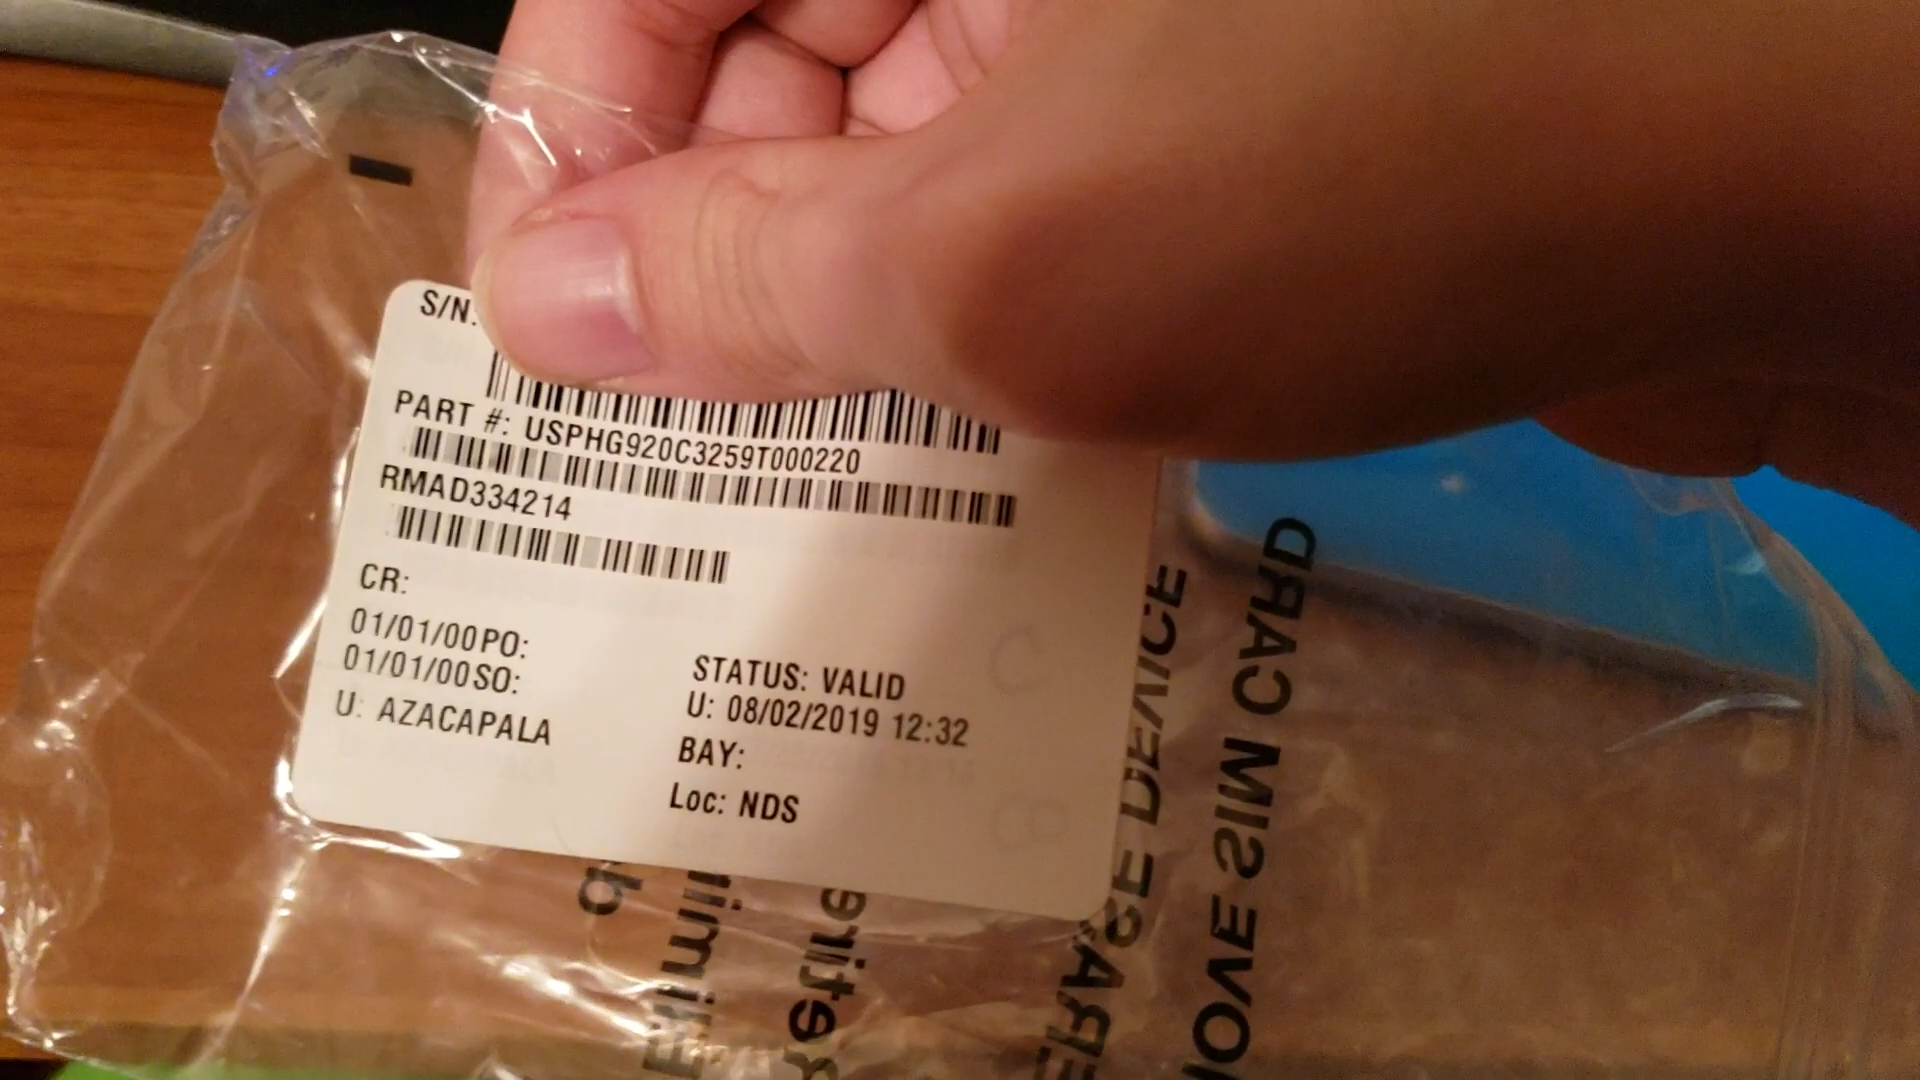 S/N:
PART #: USPHG920C3259T000220
RMAD334214
CR:
01/01/00PO:
01/01/00SO:
U: AZACAPALA
STATUS: VALID
U: 08/02/2019 12:32
BAY:
Loc: NDS
ERASE DEVICE
SIM CARD